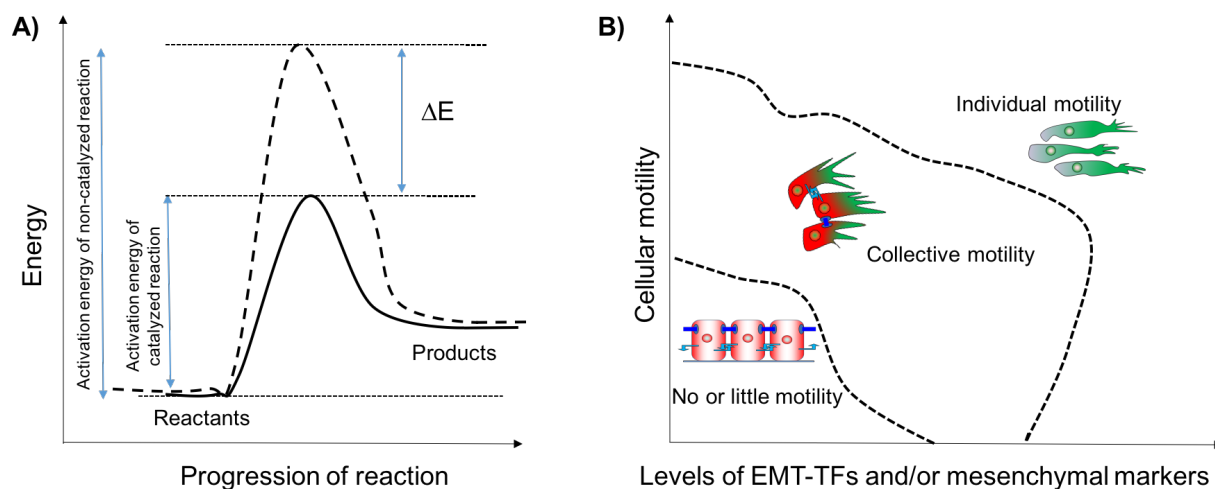 A)
Energy
Activation energy of non-catalyzed reaction
Activation energy of
catalyzed reaction
ΔE
Reactants
Products
Progression of reaction
B)
Cellular motility
Individual motility
Collective motility
No or little motility
Levels of EMT-TFs and/or mesenchymal markers